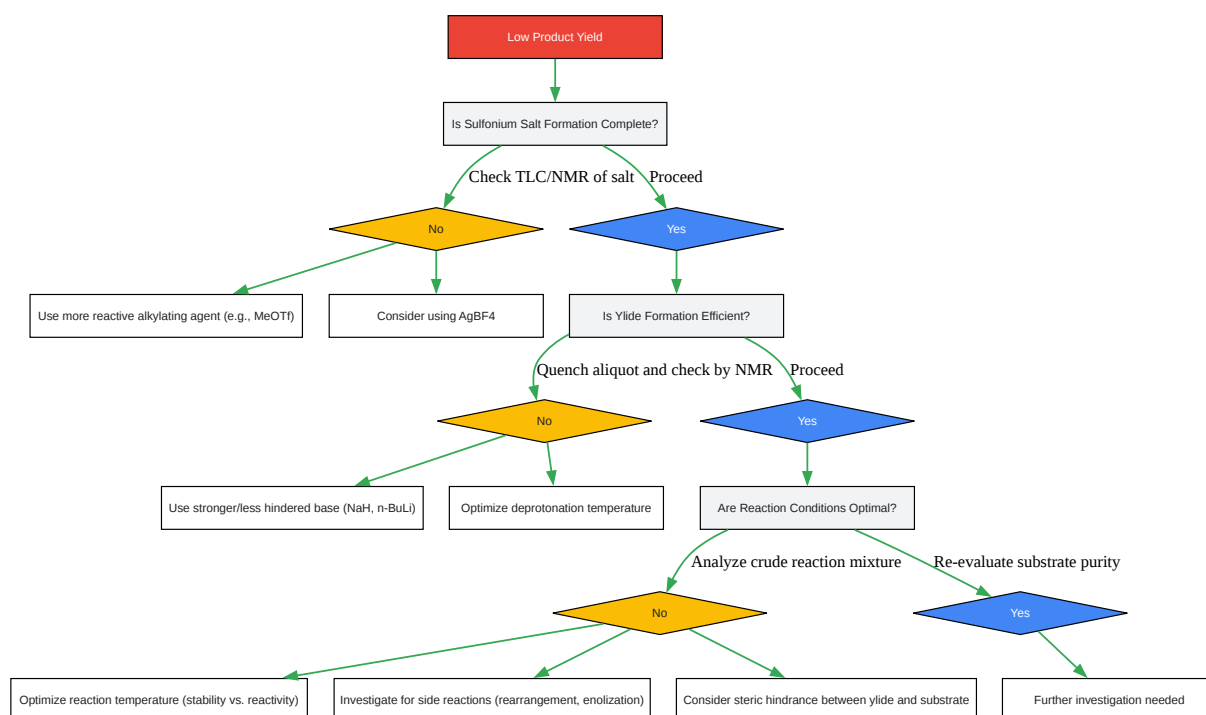 Low Product Yield
Is Sulfonium Salt Formation Complete?
Check TLC/NMR of salt
Proceed
No
Yes
Use more reactive alkylating agent (e.g., MeOTf)
Consider using AgBF4
Is Ylide Formation Efficient?
Quench aliquot and check by NMR
Proceed
No
Yes
Use stronger/less hindered base (NaH, n-BuLi)
Optimize deprotonation temperature
Are Reaction Conditions Optimal?
Analyze crude reaction mixture
Re-evaluate substrate purity
No
Yes
Optimize reaction temperature (stability vs. reactivity)
Investigate for side reactions (rearrangement, enolization)
Consider steric hindrance between ylide and substrate
Further investigation needed